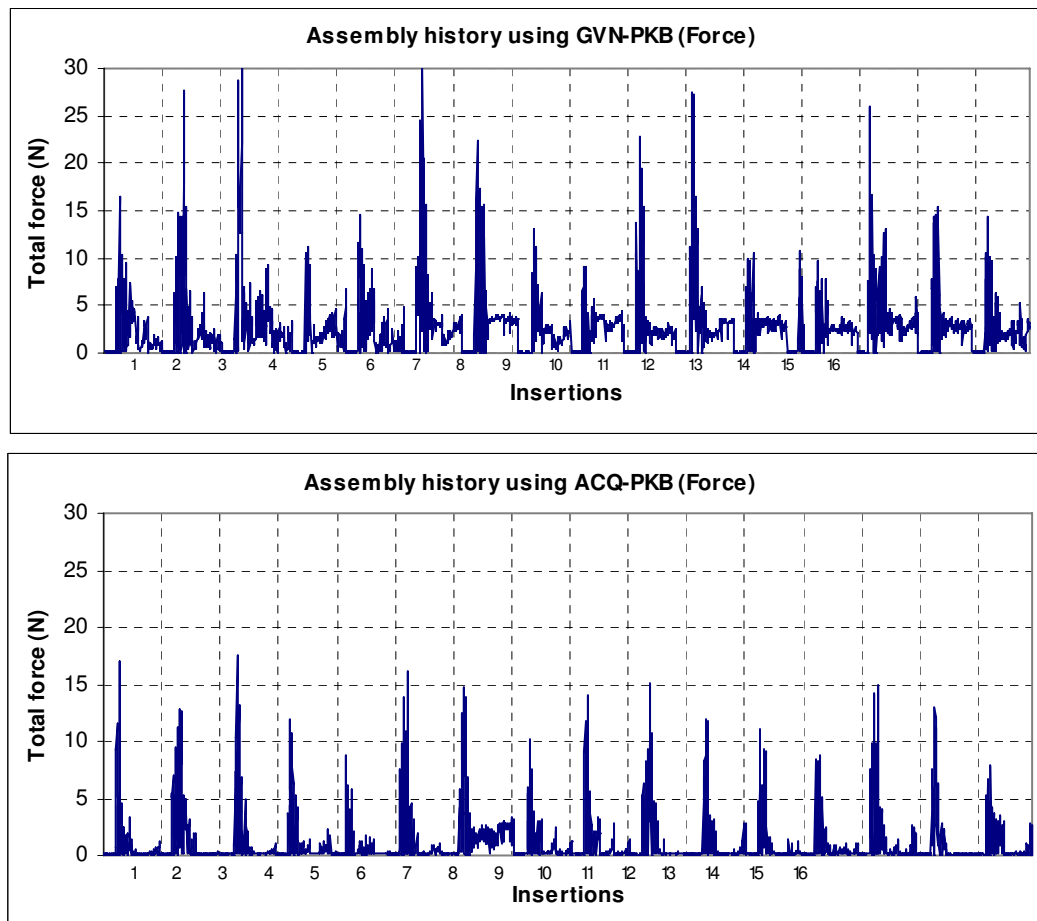 Assembly history using GVN-PKB (Force)
30
25
20
15
10
5
0
Total force (N)
1 2 3 4 5 6 7 8 9 10 11 12 13 14 15 16
Insertions
Assembly history using ACQ-PKB (Force)
30
25
20
15
10
5
0
Total force (N)
1 2 3 4 5 6 7 8 9 10 11 12 13 14 15 16
Insertions